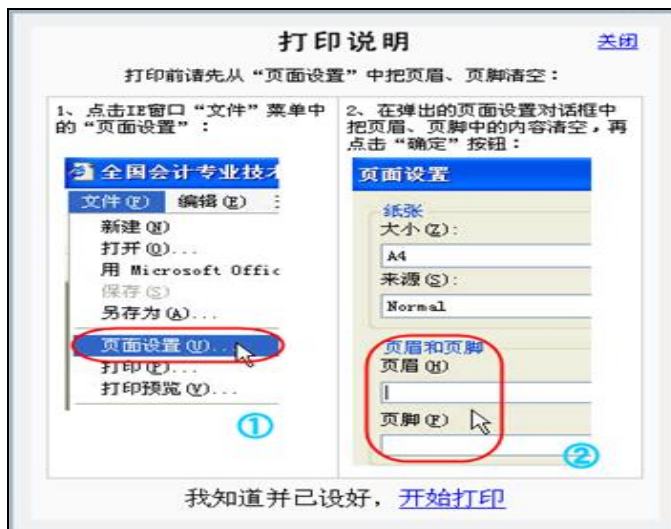 打印说明
关闭
打印前请先从“页面设置”中把页眉、页脚清空：
1、点击IE窗口“文件”菜单中
的“页面设置”：
全国会计专业技术
文件(F) 编辑(E)
新建(N)
打开(O)...
用 Microsoft Offic
保存(S)
另存为(A)...
页面设置(U)...
打印(P)...
打印预览(V)...
①
2、在弹出的页面设置对话框中
把页眉、页脚中的内容清空，再
点击“确定”按钮：
页面设置
纸张
大小(Z)：
A4
来源(S)：
Normal
页眉和页脚
页眉(H)
页脚(F)
②
我知道并已设好，开始打印